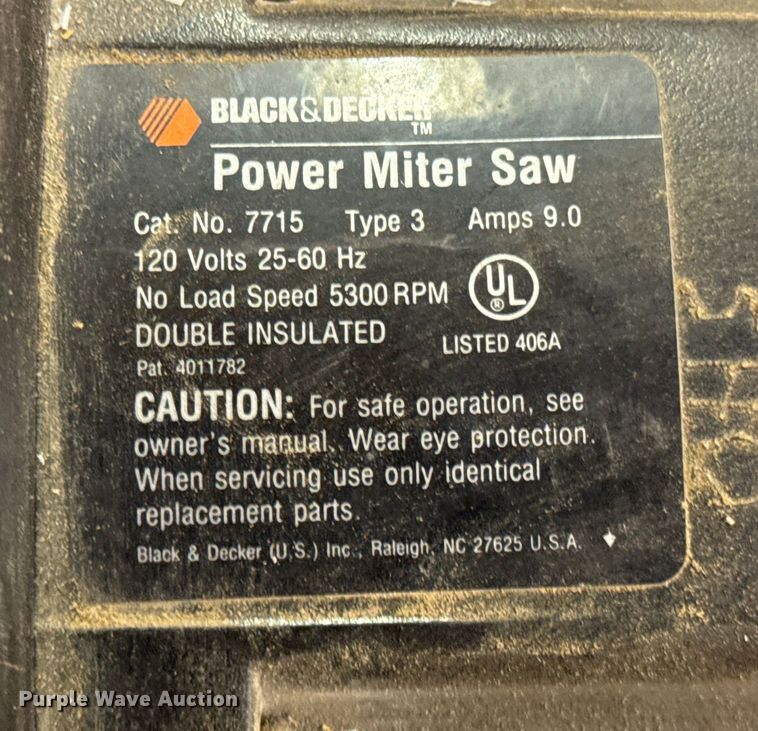 BLACK&DECKER
TM
Power Miter Saw
Cat. No. 7715 Type 3 Amps 9.0
120 Volts 25-60 Hz
No Load Speed 5300 RPM
UL
®
DOUBLE INSULATED
LISTED 406A
Pat. 4011782
CAUTION: For safe operation, see
owner's manual. Wear eye protection.
When servicing use only identical
replacement parts.
Black & Decker (U.S.) Inc., Raleigh, NC 27625 U.S.A.
Purple Wave Auction